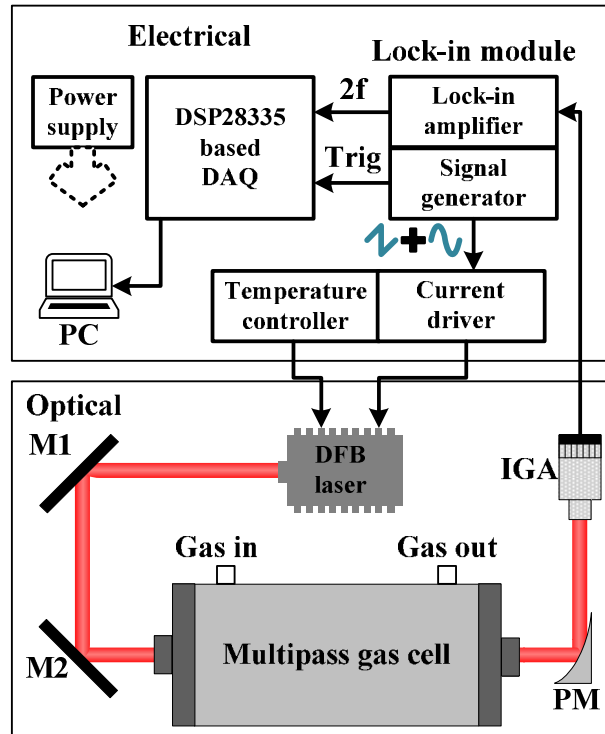 Electrical
Lock-in module
Power
supply
DSP28335
based
DAQ
2f
Trig
Lock-in
amplifier
Signal
generator
PC
Temperature
controller
Current
driver
Optical
M1
DFB
laser
IGA
Gas in
Gas out
M2
Multipass gas cell
PM